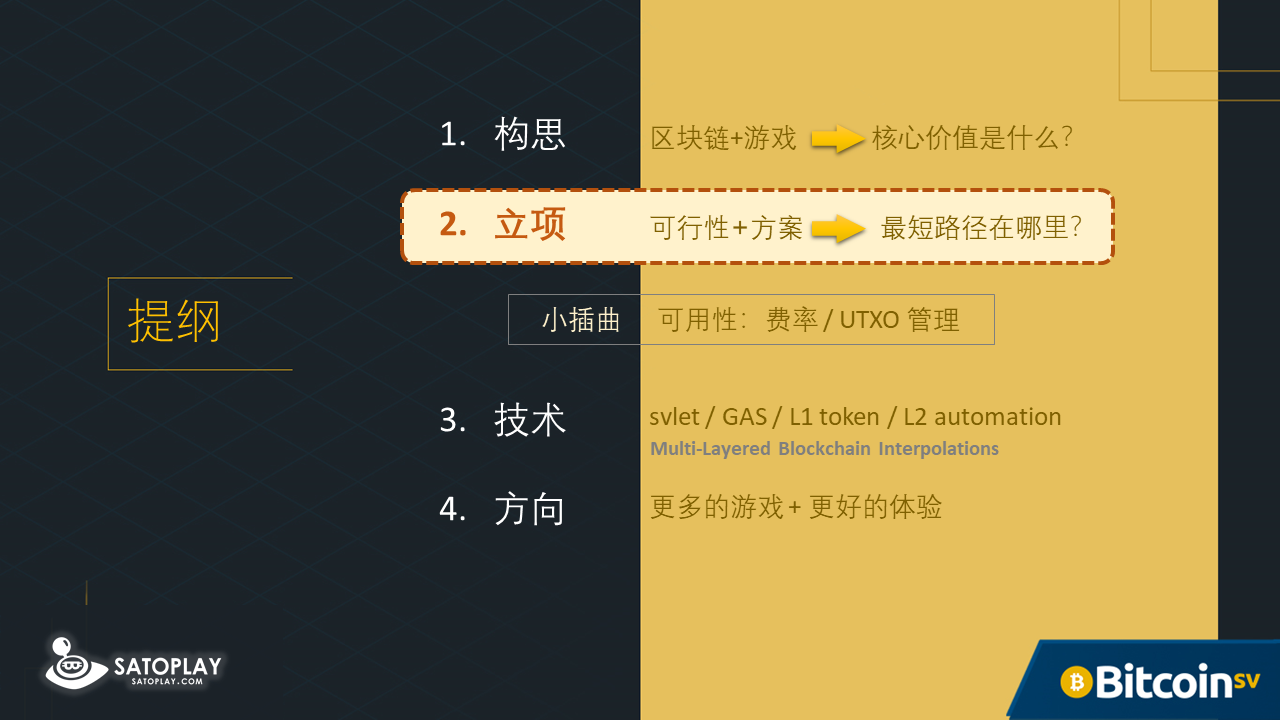 提纲
1. 构思 区块链+游戏 核心价值是什么?
2. 立项 可行性+方案 最短路径在哪里?
小插曲 可用性: 费率 / UTXO 管理
3. 技术 svlet / GAS / L1 token / L2 automation
Multi-Layered Blockchain Interpolations
4. 方向 更多的游戏+ 更好的体验
SATOPLAY
SATOPLAY.COM
Bitcoin SV